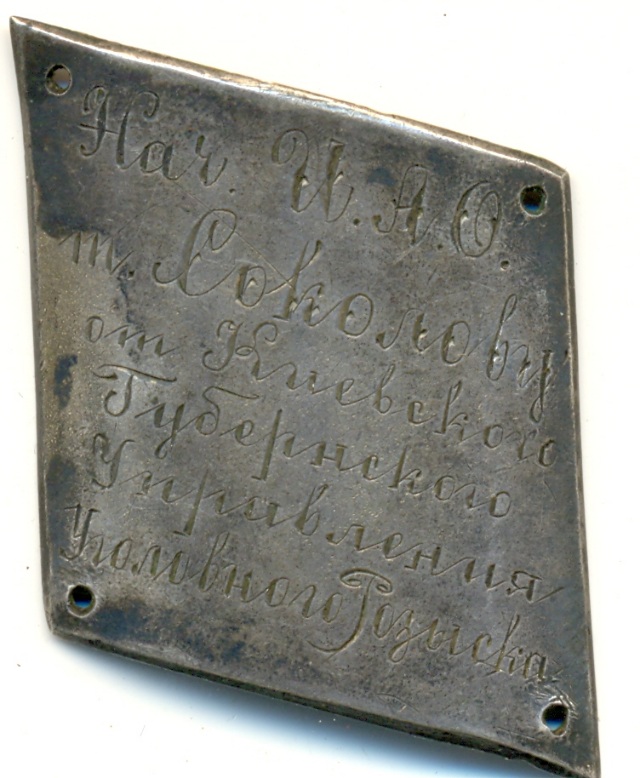 Нач. И.А.О.
т. Соколову
от Киевского
Губернского
Управления
Уголовного Розыска